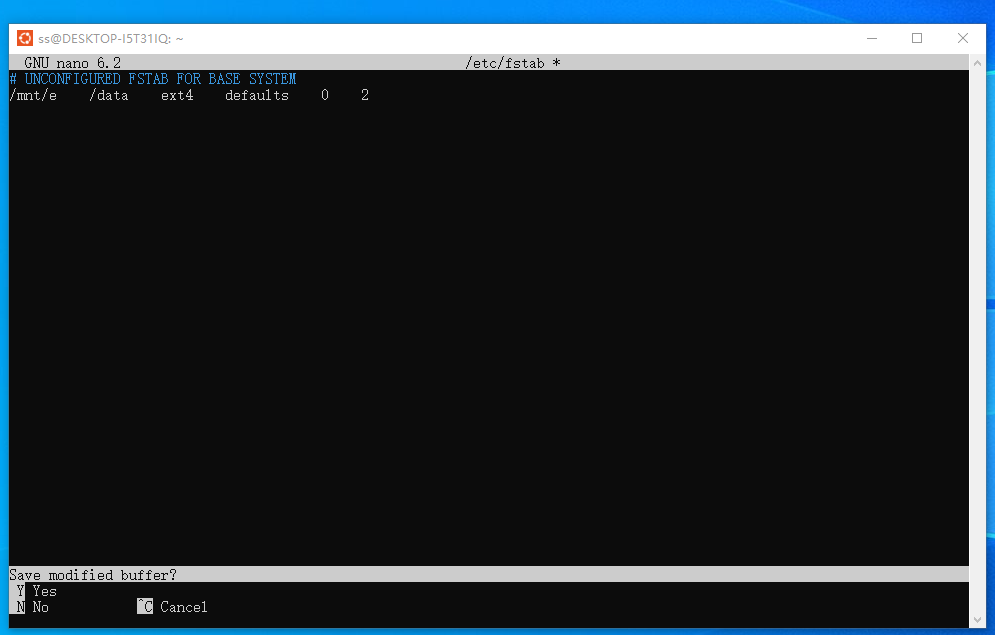 ss@DESKTOP-I5T31IQ: ~
GNU nano 6.2 /etc/fstab *
# UNCONFIGURED FSTAB FOR BASE SYSTEM
/mnt/e /data ext4 defaults 0 2
Save modified buffer?
Y Yes
N No ^C Cancel